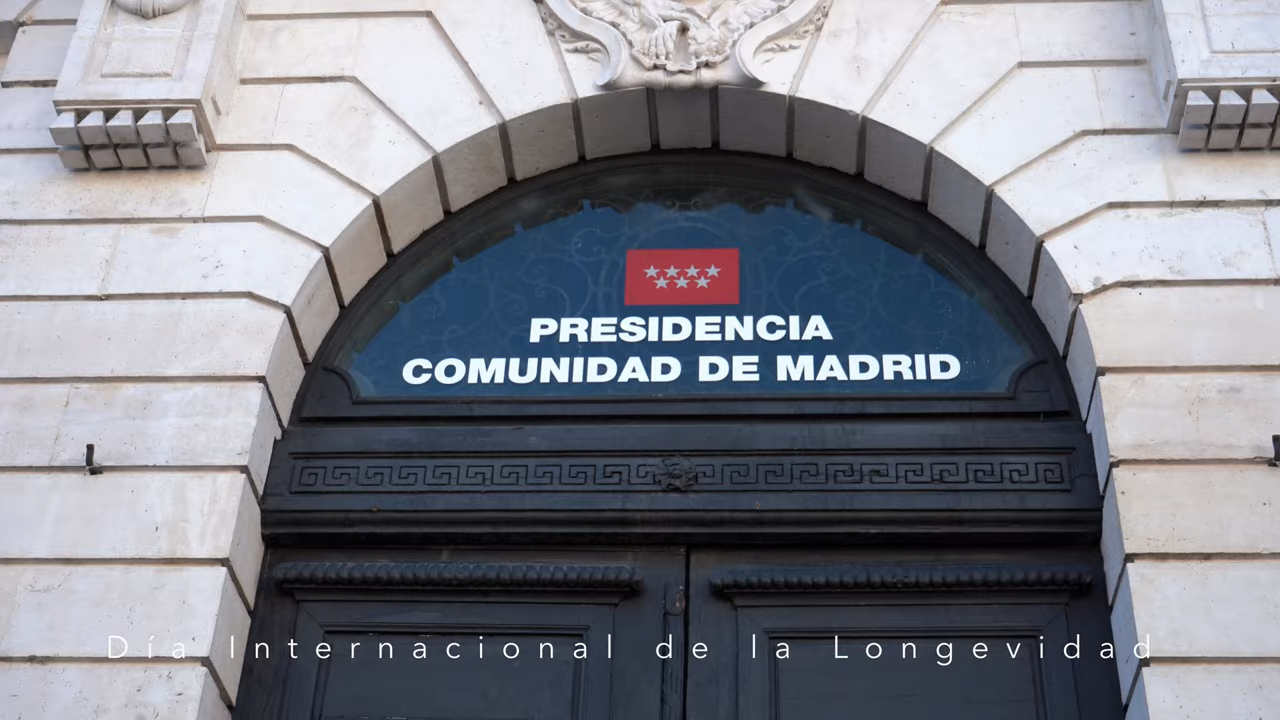 PRESIDENCIA
COMUNIDAD DE MADRID
Día Internacional de la Longevidad